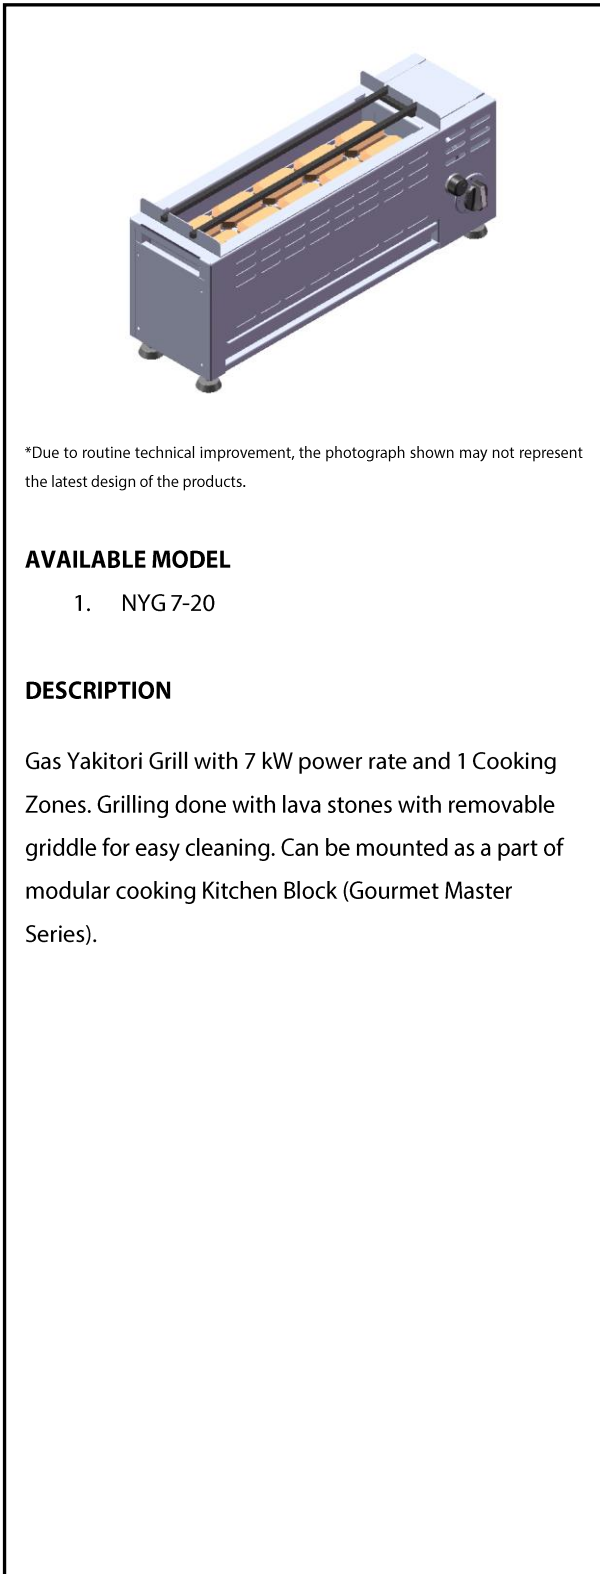 *Due to routine technical improvement, the photograph shown may not represent
the latest design of the products.
AVAILABLE MODEL
1. NYG 7-20
DESCRIPTION
Gas Yakitori Grill with 7 kW power rate and 1 Cooking
Zones. Grilling done with lava stones with removable
griddle for easy cleaning. Can be mounted as a part of
modular cooking Kitchen Block (Gourmet Master
Series).